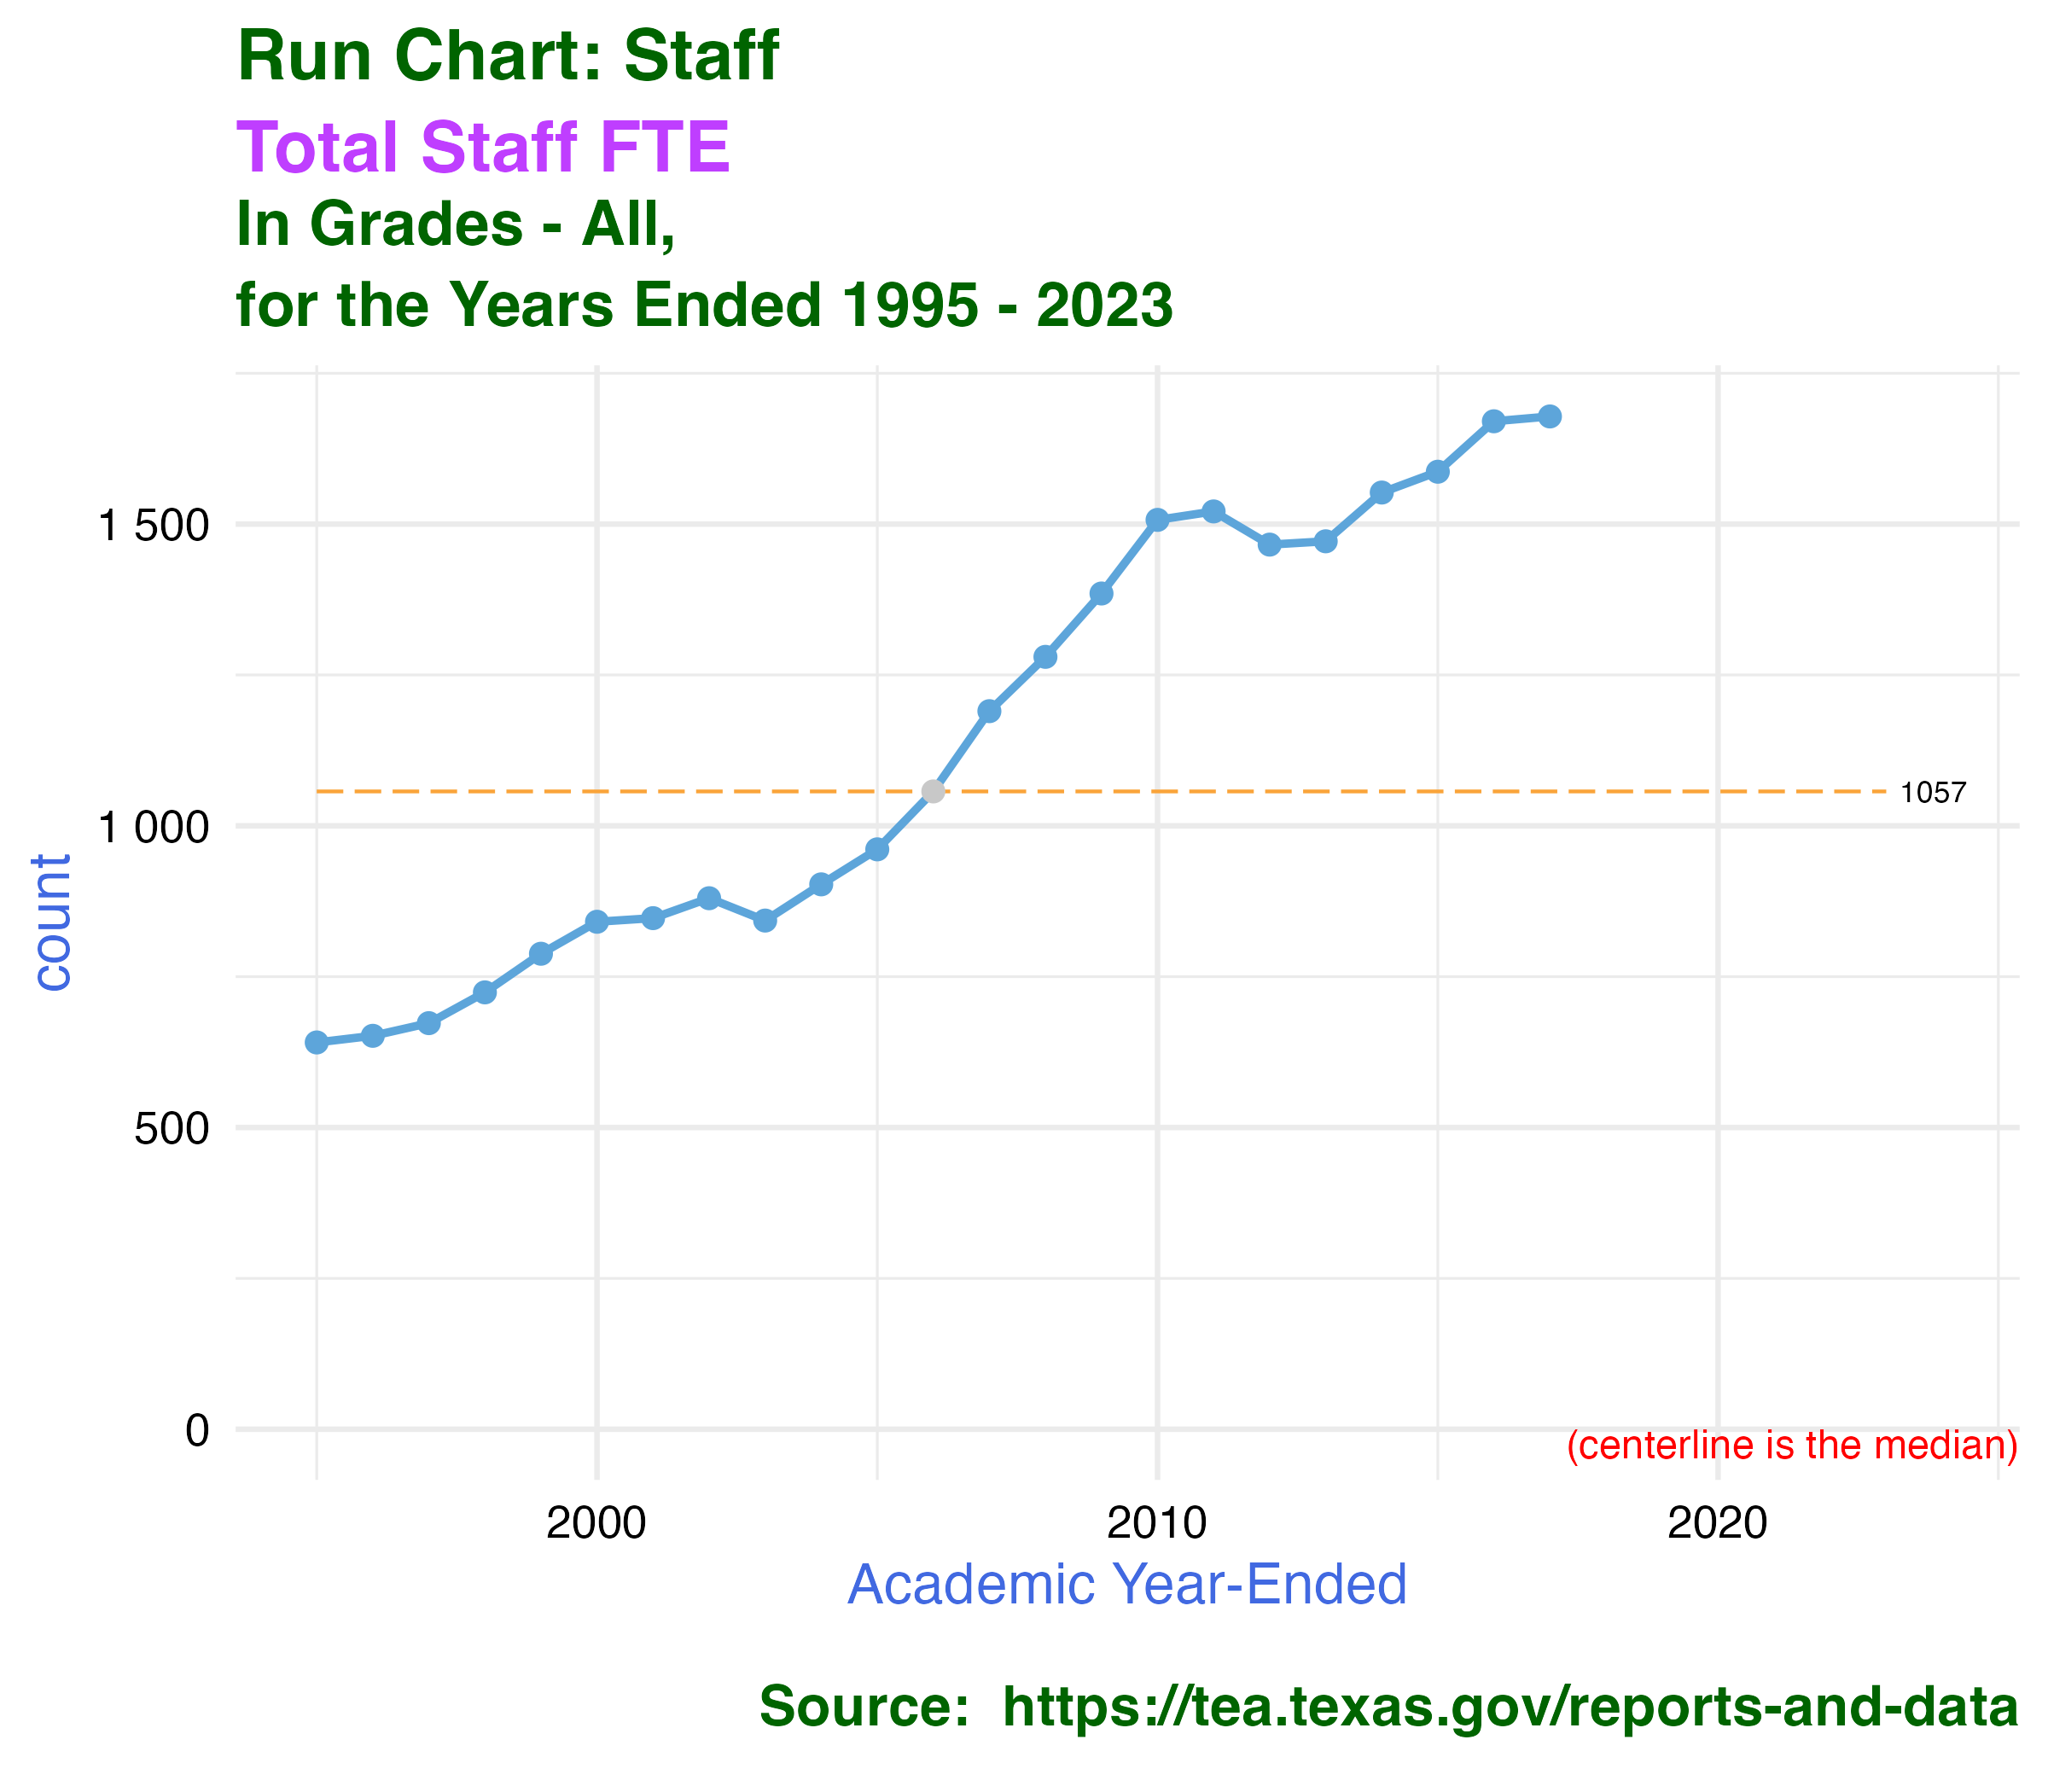 Run Chart: Staff
Total Staff FTE
In Grades - All,
for the Years Ended 1995 - 2023
1 500
1057
1 000
count
500
0
(centerline is the median)
2000 2010 2020
Academic Year-Ended
Source: https://tea.texas.gov/reports-and-data